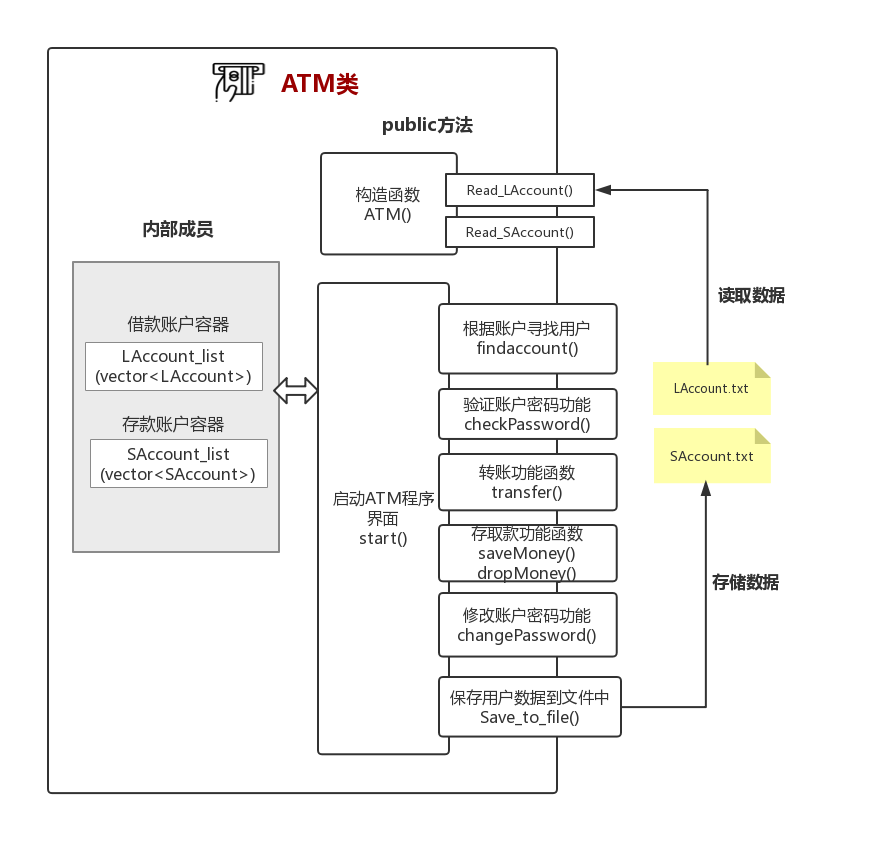 ATM类
public方法
构造函数
ATM()
Read_LAccount()
Read_SAccount()
内部成员
借款账户容器
LAccount_list
(vector<LAccount>)
存款账户容器
SAccount_list
(vector<SAccount>)
启动ATM程序
界面
start()
根据账户寻找用户
findaccount()
验证账户密码功能
checkPassword()
转账功能函数
transfer()
存取款功能函数
saveMoney()
dropMoney()
修改账户密码功能
changePassword()
保存用户数据到文件中
Save_to_file()
读取数据
LAccount.txt
SAccount.txt
存储数据